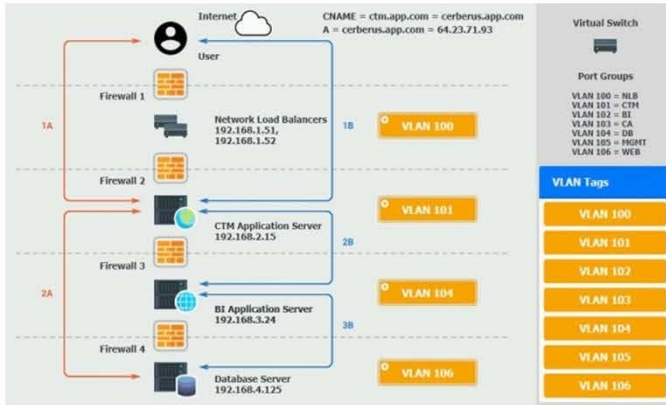 Internet
CNAME = ctm.app.com = cerberus.app.com
A = cerberus.app.com = 64.23.71.93
User
Firewall 1
1A
Network Load Balancers
192.168.1.51,
192.168.1.52
1B
VLAN 100
Firewall 2
CTM Application Server
192.168.2.15
VLAN 101
Firewall 3
2B
2A
BI Application Server
192.168.3.24
VLAN 104
Firewall 4
3B
Database Server
192.168.4.125
VLAN 106
Virtual Switch
Port Groups
VLAN 100 = NLB
VLAN 101 = CTM
VLAN 102 = BI
VLAN 103 = CA
VLAN 104 = DB
VLAN 105 = MGMT
VLAN 106 = WEB
VLAN Tags
VLAN 100
VLAN 101
VLAN 102
VLAN 103
VLAN 104
VLAN 105
VLAN 106